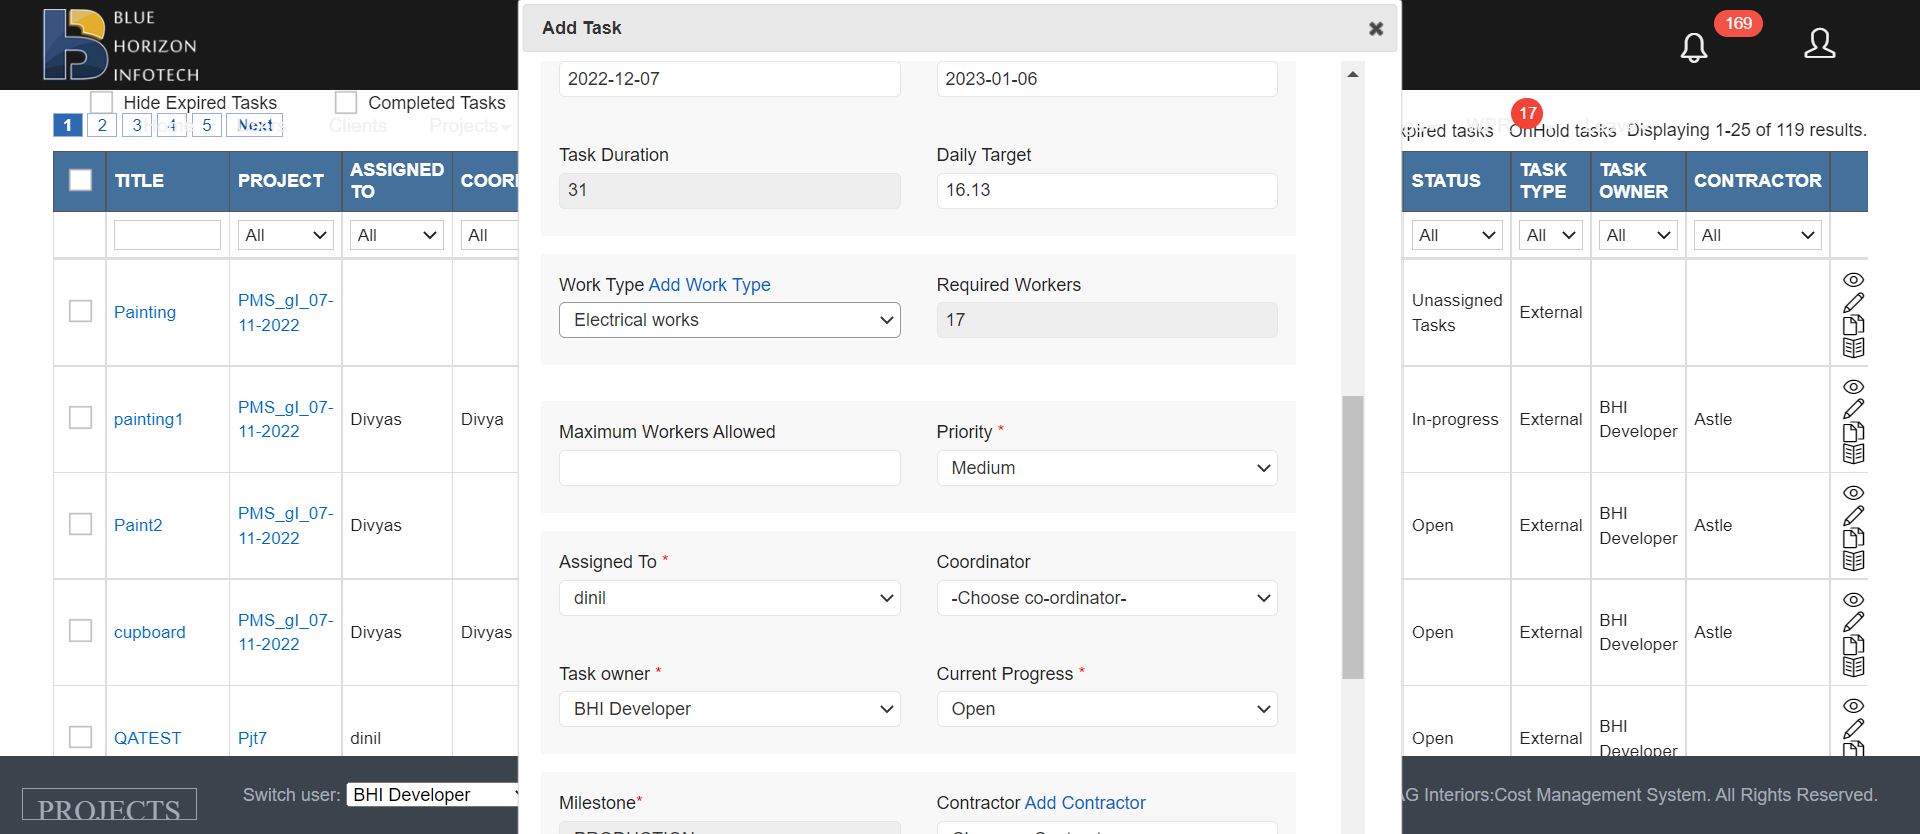 BLUE
HORIZON
INFOTECH
Add Task
169
Hide Expired Tasks
Completed Tasks
1 2 3 4 5 Next
Clients
Projects
17
WPR
pired tasks OnHold tasks Displaying 1-25 of 119 results.
2022-12-07
2023-01-06
Task Duration
Daily Target
31
16.13
Work Type Add Work Type
Required Workers
Electrical works
17
Maximum Workers Allowed
Priority *
Medium
Assigned To *
Coordinator
dinil
-Choose co-ordinator-
Task owner *
Current Progress *
BHI Developer
Open
Milestone*
Contractor Add Contractor
PRODUCTION
TITLE PROJECT ASSIGNED TO COORI
STATUS TASK TYPE TASK OWNER CONTRACTOR
All All All
All All All All
Painting PMS_gl_07-11-2022
Unassigned Tasks External
painting1 PMS_gl_07-11-2022 Divyas Divya
In-progress External BHI Developer Astle
Paint2 PMS_gl_07-11-2022 Divyas
Open External BHI Developer Astle
cupboard PMS_gl_07-11-2022 Divyas Divyas
Open External BHI Developer Astle
QATEST Pjt7 dinil
Open External BHI Developer
PROJECTS
Switch user: BHI Developer
AG Interiors:Cost Management System. All Rights Reserved.